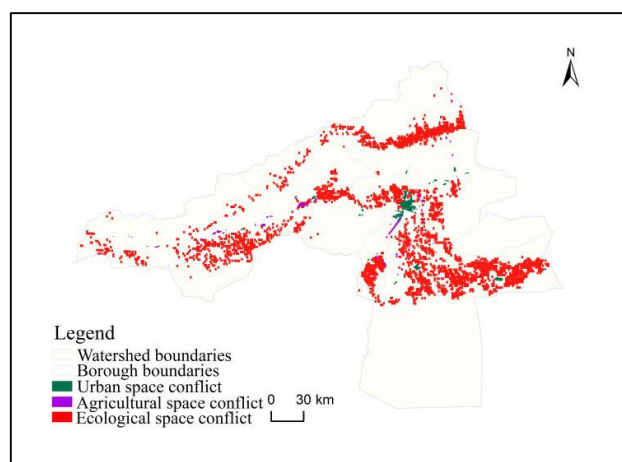 N
Legend
Watershed boundaries
Borough boundaries
Urban space conflict
Agricultural space conflict
Ecological space conflict
0 30 km